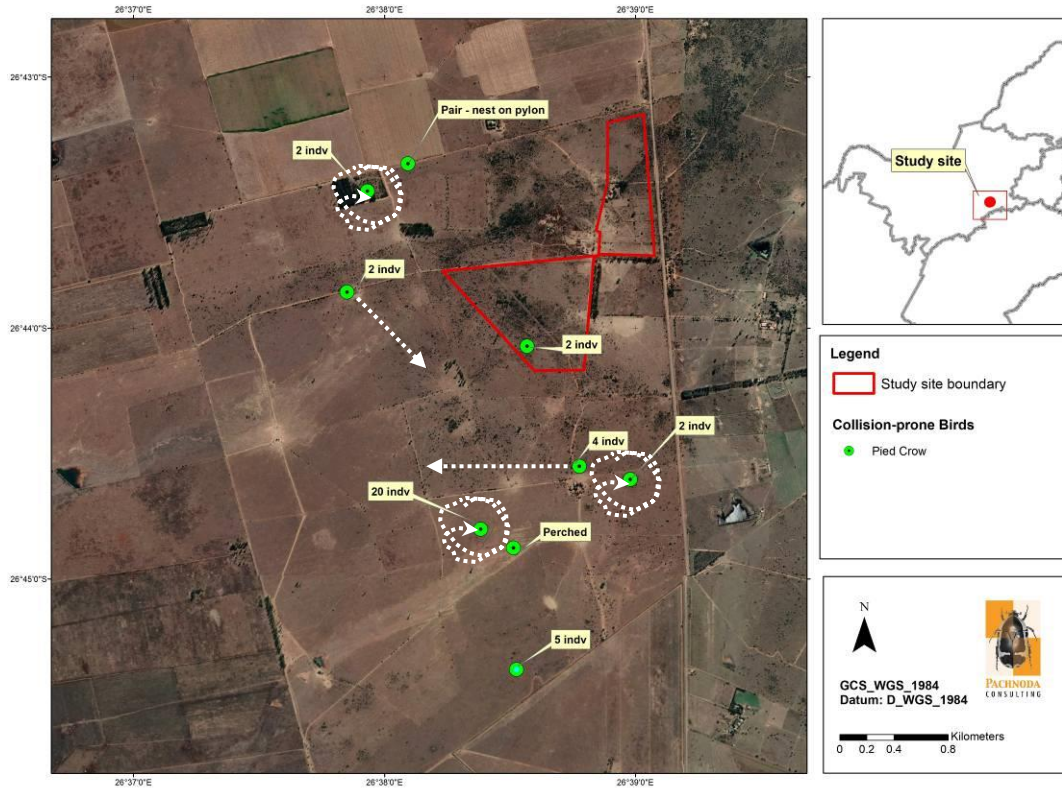 26°37'0"E
26°38'0"E
26°39'0"E
26°43'0"S
26°44'0"S
26°45'0"S
Pair - nest on pylon
2 indv
2 indv
2 indv
4 indv
2 indv
20 indv
Perched
5 indv
26°37'0"E
26°38'0"E
26°39'0"E
Study site
Legend
Study site boundary
Collision-prone Birds
Pied Crow
N
PACHNODA
CONSULTING
GCS_WGS_1984
Datum: D_WGS_1984
Kilometers
0 0.2 0.4 0.8